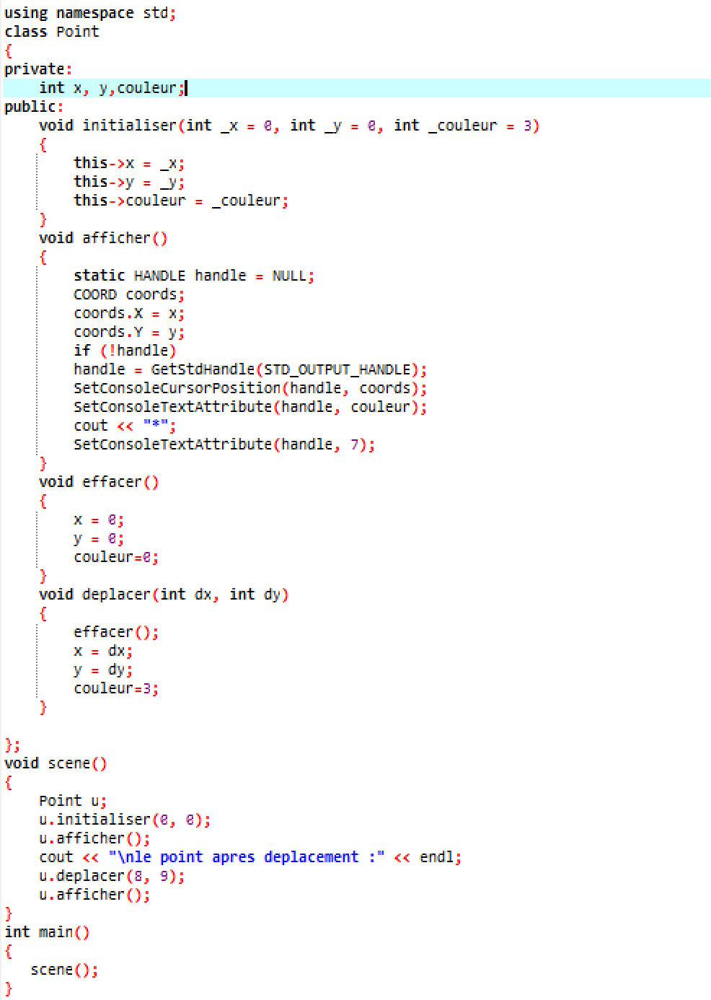 using namespace std;
class Point
{
private:
    int x, y,couleur;
public:
    void initialiser(int _x = 0, int _y = 0, int _couleur = 3)
    {
        this->x = _x;
        this->y = _y;
        this->couleur = _couleur;
    }
    void afficher()
    {
        static HANDLE handle = NULL;
        COORD coords;
        coords.X = x;
        coords.Y = y;
        if (!handle)
        handle = GetStdHandle(STD_OUTPUT_HANDLE);
        SetConsoleCursorPosition(handle, coords);
        SetConsoleTextAttribute(handle, couleur);
        cout << "*";
        SetConsoleTextAttribute(handle, 7);
    }
    void effacer()
    {
        x = 0;
        y = 0;
        couleur=0;
    }
    void deplacer(int dx, int dy)
    {
        effacer();
        x = dx;
        y = dy;
        couleur=3;
    }
};
void scene()
{
    Point u;
    u.initialiser(0, 0);
    u.afficher();
    cout << "\nle point apres deplacement :" << endl;
    u.deplacer(8, 9);
    u.afficher();
}
int main()
{
   scene();
}